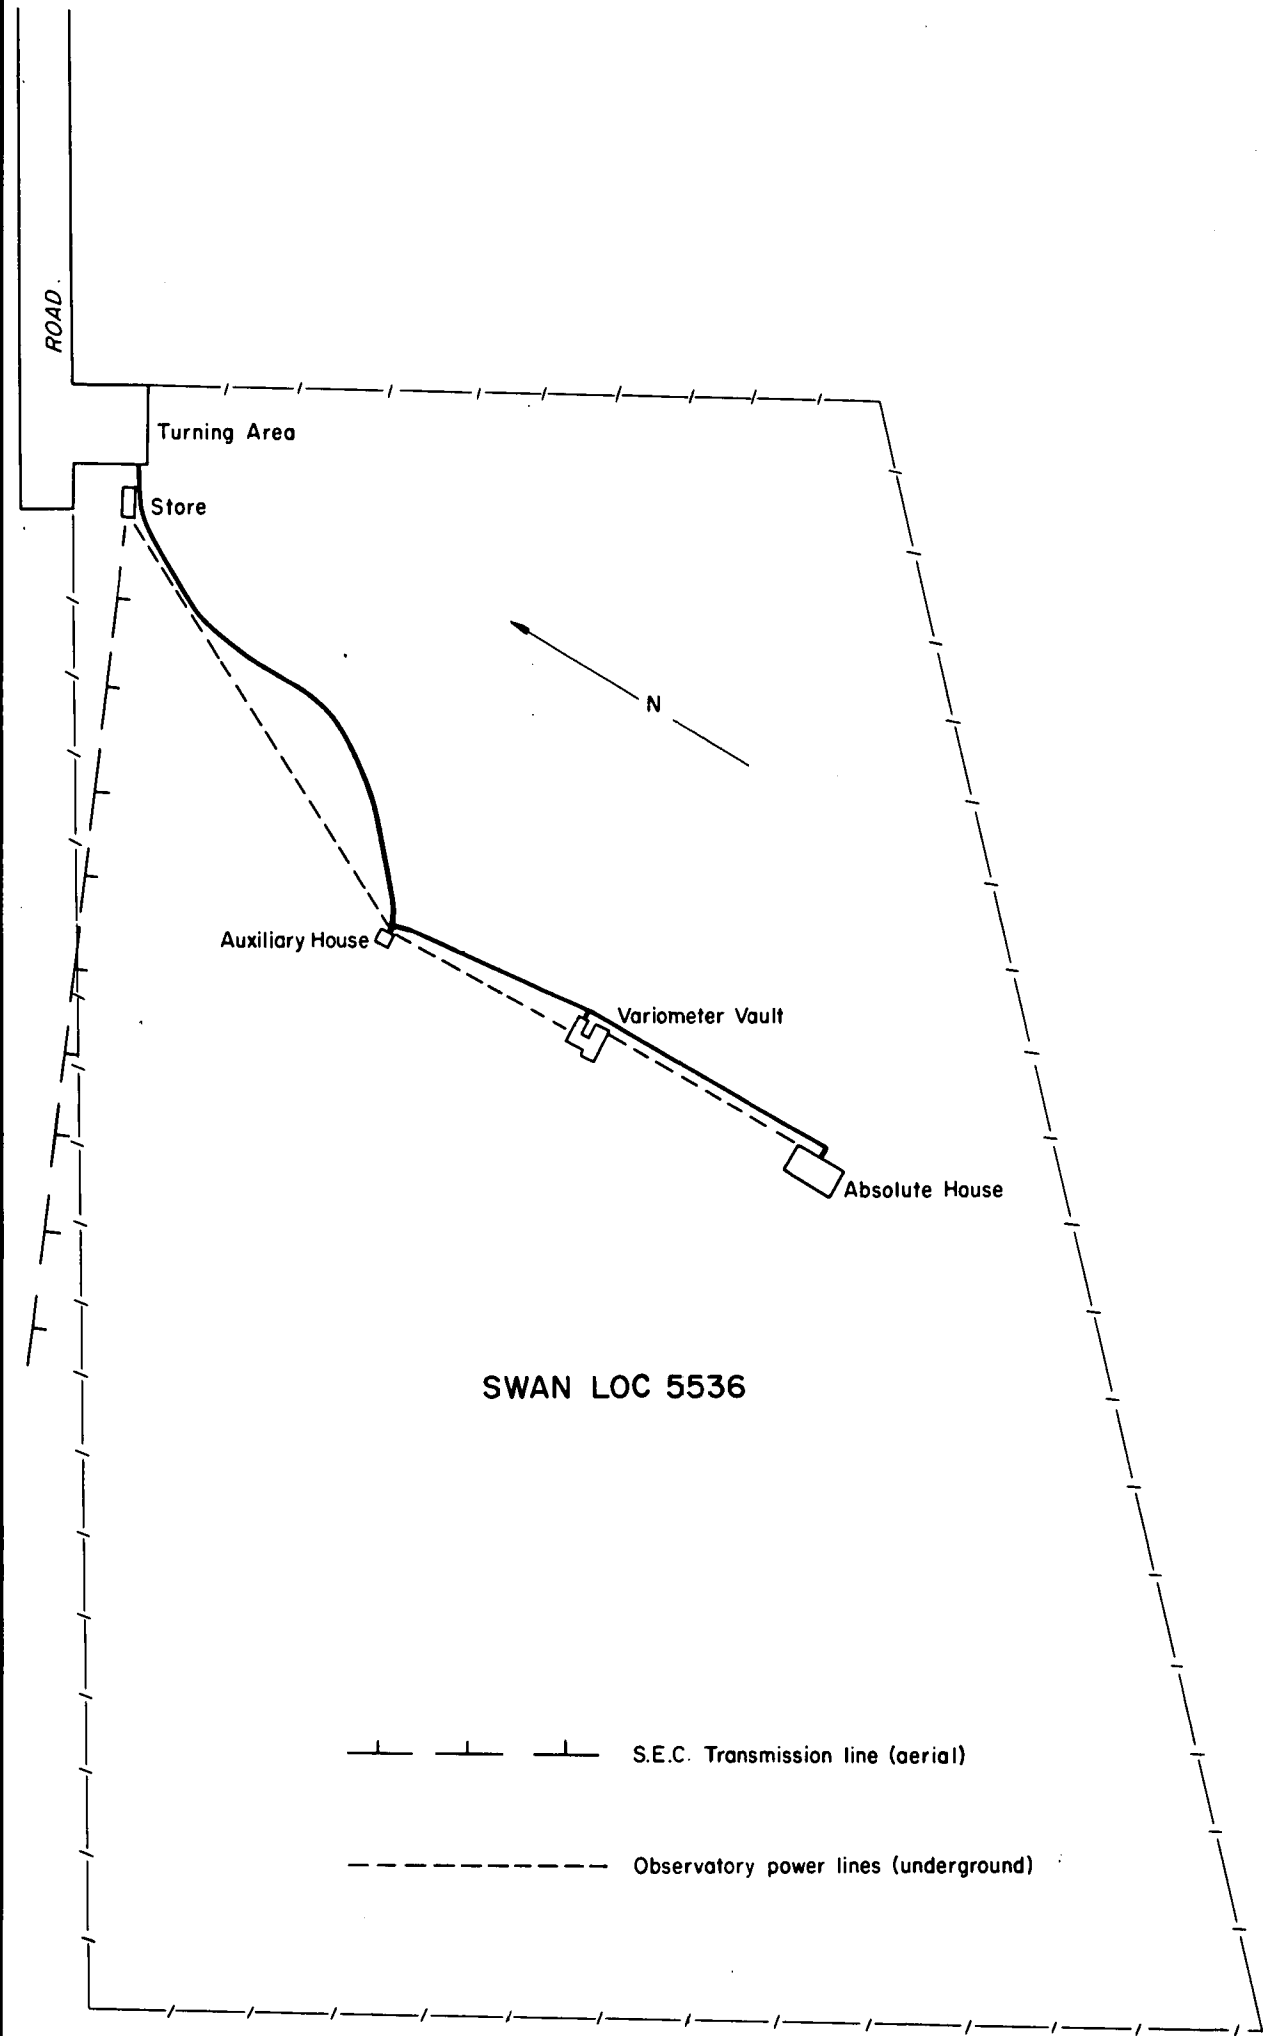 ROAD.
Turning Area
Store
N
Auxiliary House
Variometer Vault
Absolute House
SWAN LOC 5536
S.E.C. Transmission line (aerial)
Observatory power lines (underground)